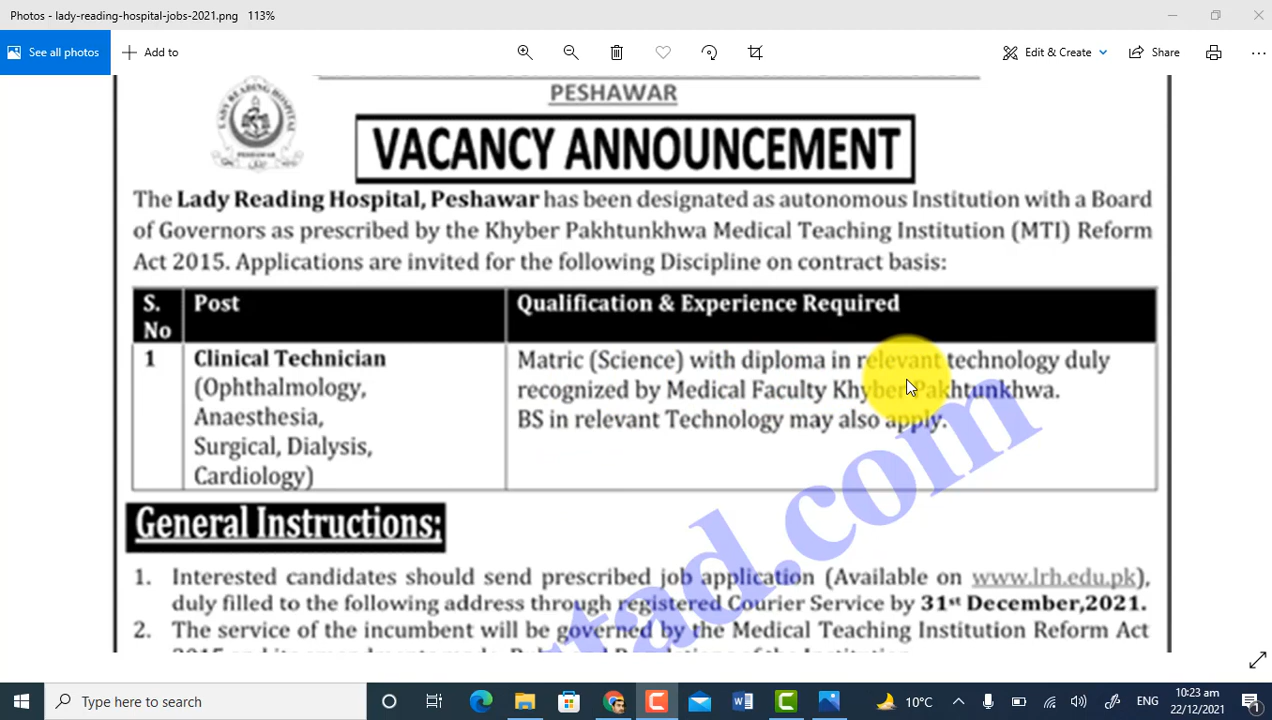 Photos - lady-reading-hospital-jobs-2021.png 113%
See all photos
Add to
Edit & Create
Share
PESHAWAR
LADY READING HOSPITAL
PESHAWAR
VACANCY ANNOUNCEMENT
The Lady Reading Hospital, Peshawar has been designated as autonomous Institution with a Board
of Governors as prescribed by the Khyber Pakhtunkhwa Medical Teaching Institution (MTI) Reform
Act 2015. Applications are invited for the following Discipline on contract basis:
S. No
Post
Qualification & Experience Required
1
Clinical Technician
(Ophthalmology,
Anaesthesia,
Surgical, Dialysis,
Cardiology)
Matric (Science) with diploma in relevant technology duly
recognized by Medical Faculty Khyber Pakhtunkhwa.
BS in relevant Technology may also apply.
General Instructions:
1. Interested candidates should send prescribed job application (Available on www.lrh.edu.pk),
duly filled to the following address through registered Courier Service by 31st December,2021.
2. The service of the incumbent will be governed by the Medical Teaching Institution Reform Act
tad.com
Type here to search
10°C
ENG
10:23 am
22/12/2021
1